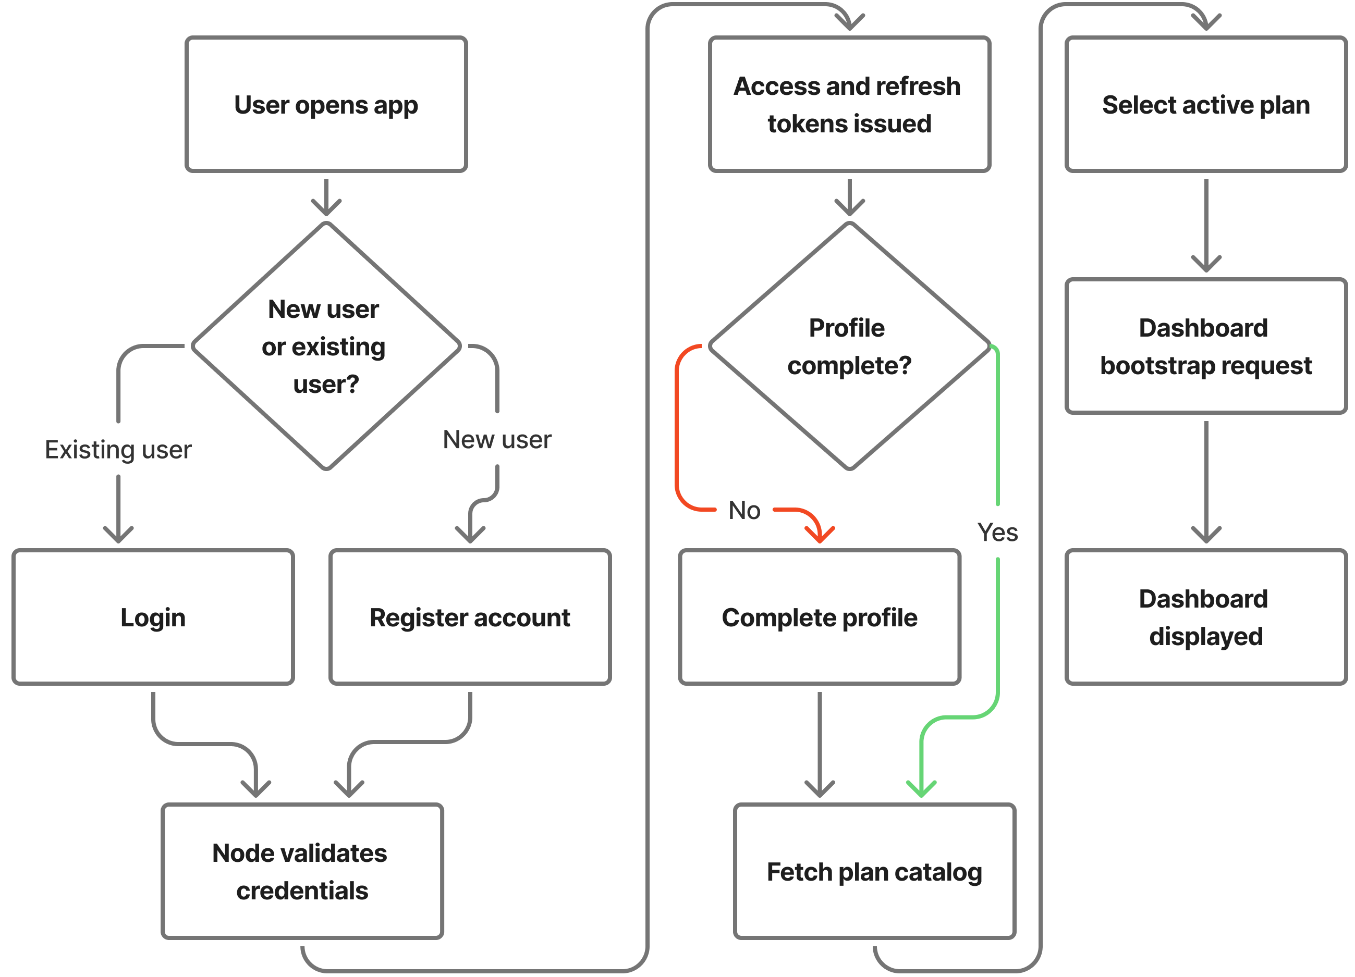 User opens app
New user
or existing
user?
Existing user
New user
Login
Register account
Node validates
credentials
Access and refresh
tokens issued
Profile
complete?
No
Yes
Complete profile
Fetch plan catalog
Select active plan
Dashboard
bootstrap request
Dashboard
displayed